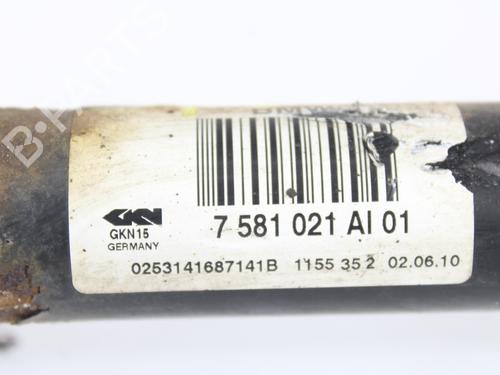 B-PARTS
GKN
GKN15
GERMANY
7 581 021 AI 01
0253141687141B 1155 35 2 02.06.10